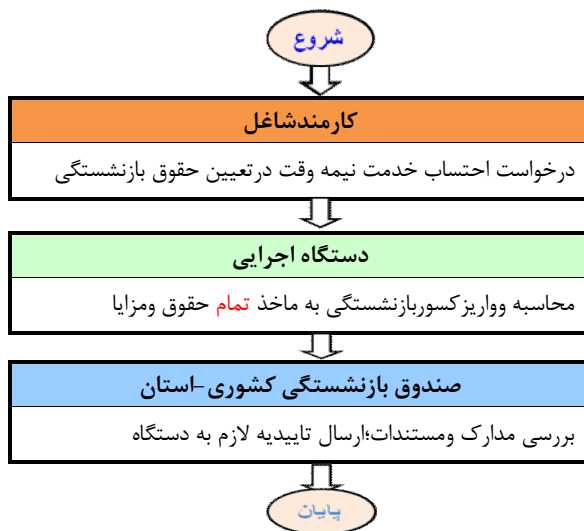 شروع
کارمندشاغل
درخواست احتساب خدمت نیمه وقت درتعیین حقوق بازنشستگی
دستگاه اجرایی
محاسبه وواریزکسوربازنشستگی به ماخذ تمام حقوق ومزایا
صندوق بازنشستگی کشوری-استان
بررسی مدارک ومستندات؛ارسال تاییدیه لازم به دستگاه
پایان